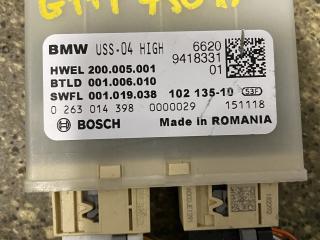 BMW USS-04 HIGH 6620
9418331
HWEL 200.005.001 01
BTLD 001.006.010
SWFL 001.019.038 102 135-10 53F
0 263 014 398 0000029 151118
BOSCH Made in ROMANIA